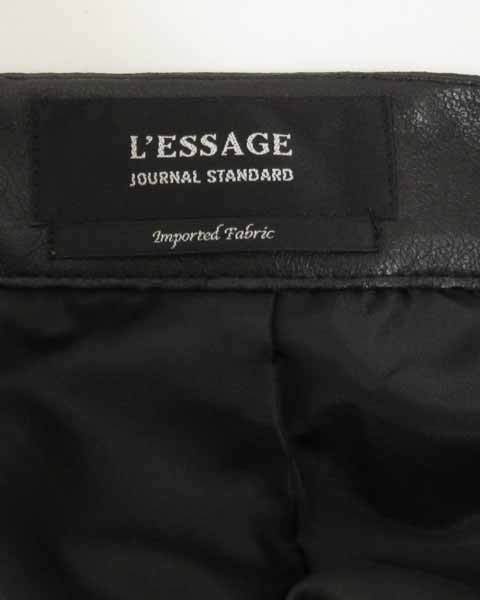 L'ESSAGE
JOURNAL STANDARD
Imported Fabric